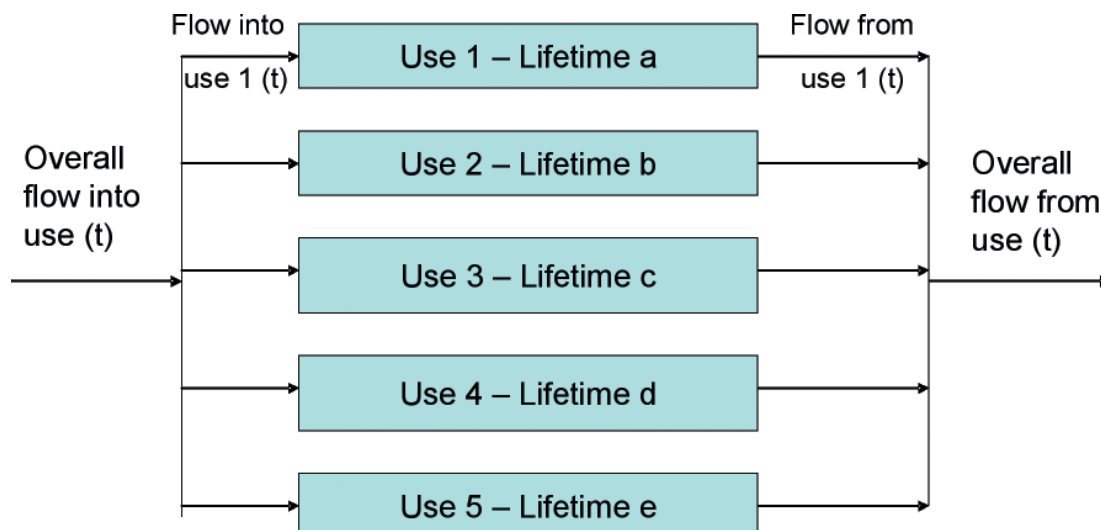 Flow into
use 1 (t)
Use 1 – Lifetime a
Flow from
use 1 (t)
Overall
flow into
use (t)
Use 2 – Lifetime b
Overall
flow from
use (t)
Use 3 – Lifetime c
Use 4 – Lifetime d
Use 5 – Lifetime e